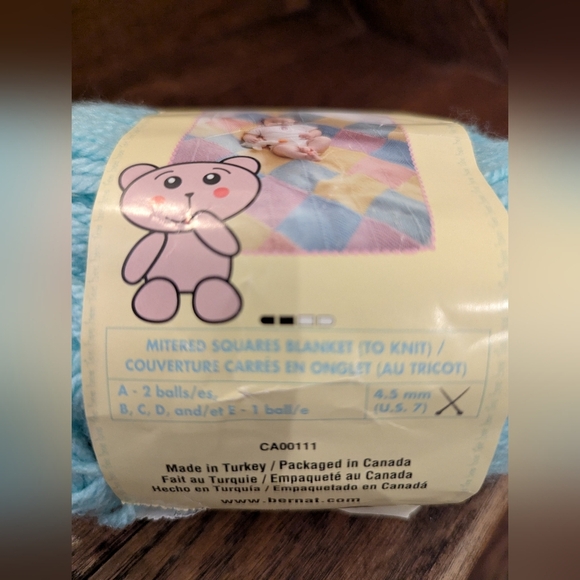 MITERED SQUARES BLANKET (TO KNIT) /
COUVERTURE CARRÉS EN ONGLET (AU TRICOT)
A - 2 balls/es
B, C, D, and/et E - 1 ball/e
4.5 mm
(U.S. 7)
CA00111
Made in Turkey / Packaged in Canada
Fait au Turquie / Empaqueté au Canada
Hecho en Turquía / Empaquetado en Canadá
www.bernat.com